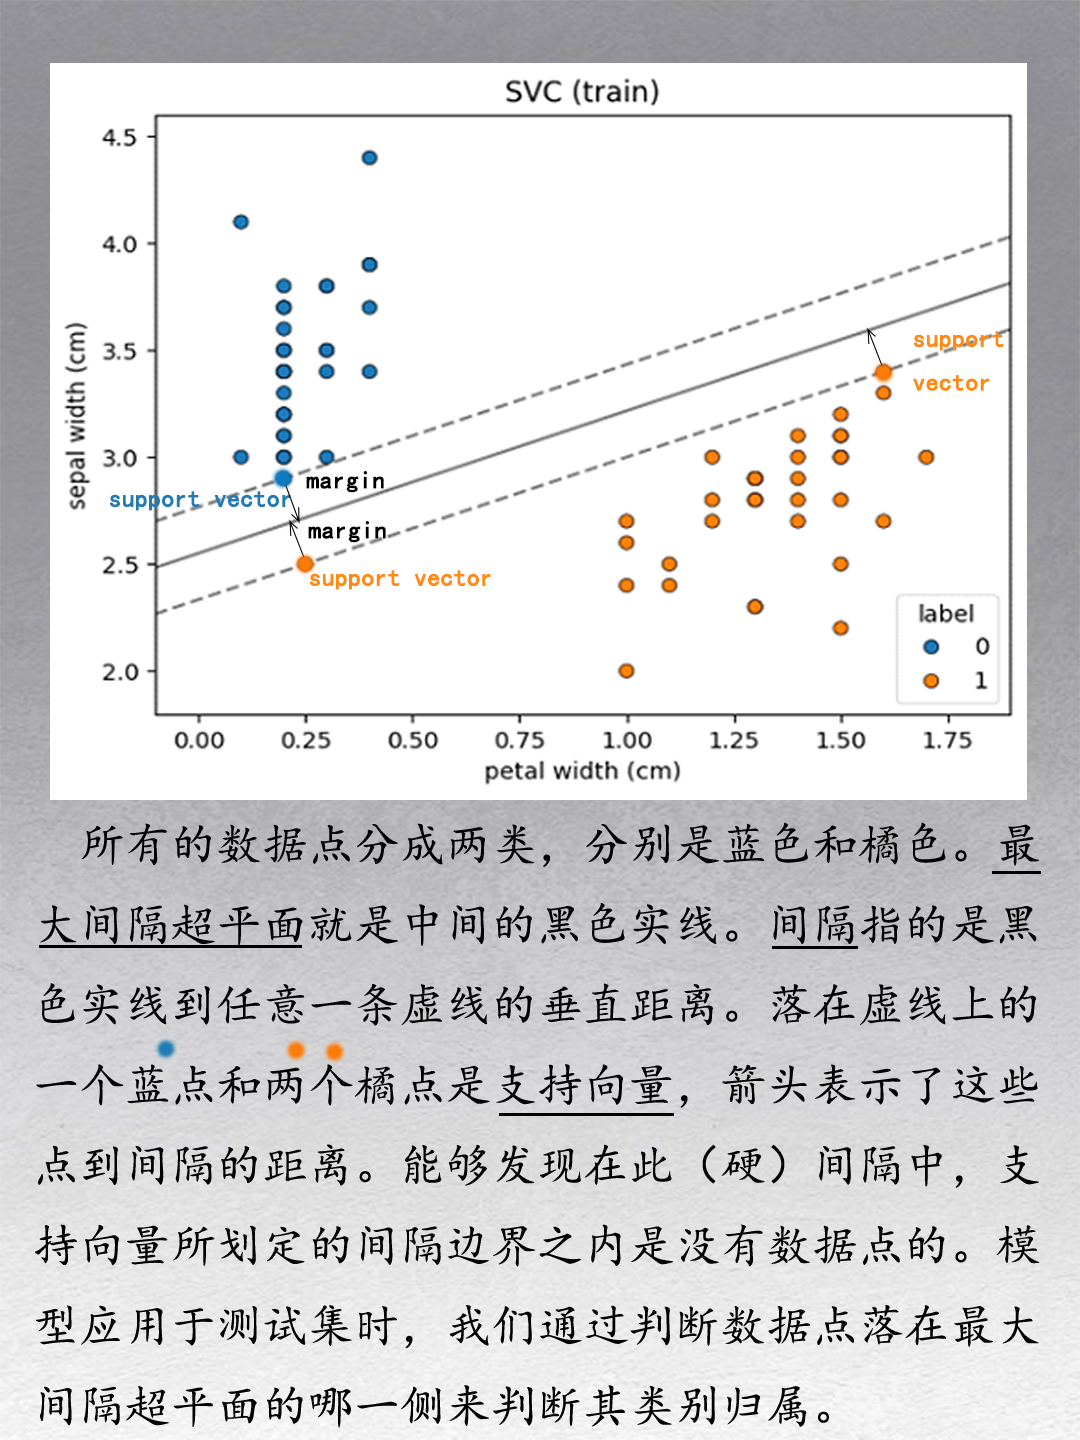 SVC (train)
4.5
4.0
3.5
3.0
2.5
2.0
sepal width (cm)
support
vector
margin
support vector
margin
support vector
label
0
1
0.00 0.25 0.50 0.75 1.00 1.25 1.50 1.75
petal width (cm)
所有的数据点分成两类，分别是蓝色和橘色。最
大间隔超平面就是中间的黑色实线。间隔指的是黑
色实线到任意一条虚线的垂直距离。落在虚线上的
一个蓝点和两个橘点是支持向量，箭头表示了这些
点到间隔的距离。能够发现在此（硬）间隔中，支
持向量所划定的间隔边界之内是没有数据点的。模
型应用于测试集时，我们通过判断数据点落在最大
间隔超平面的哪一侧来判断其类别归属。